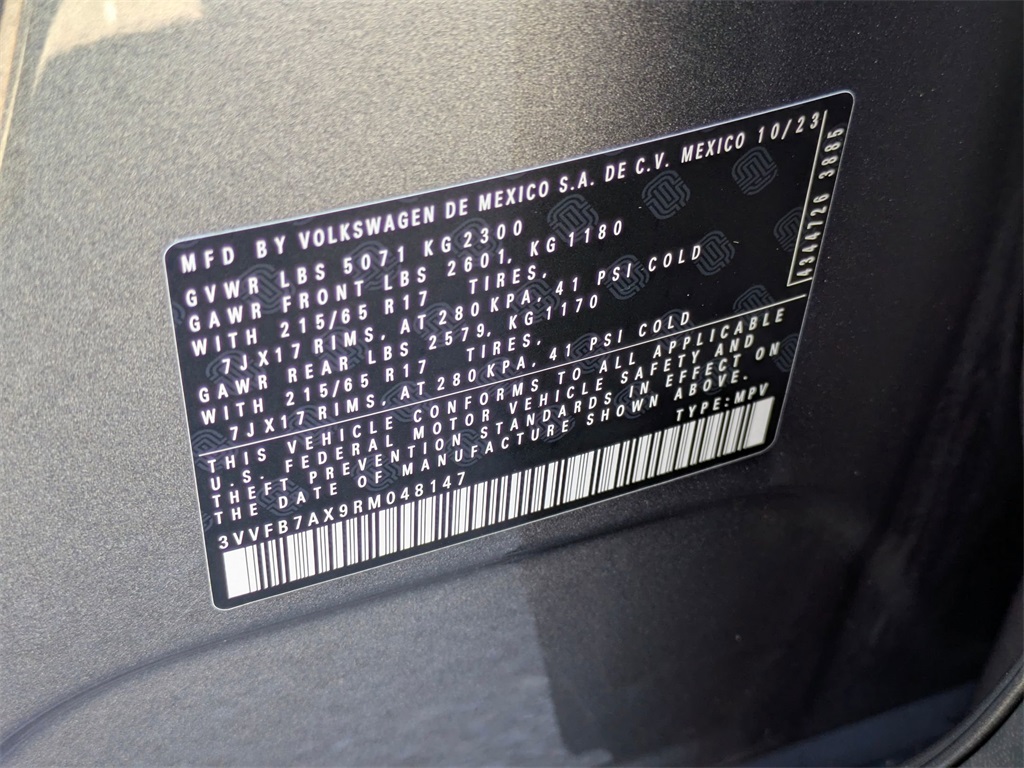 MFD BY VOLKSWAGEN DE MEXICO S.A. DE C.V. MEXICO 10/23
GVWR LBS 5071 KG 2300
GAWR FRONT LBS 2601, KG 1180
WITH 215/65 R17 TIRES,
7JX17 RIMS, AT 280 KPA, 41 PSI COLD
GAWR REAR LBS 2579, KG 1170
WITH 215/65 R17 TIRES,
7JX17 RIMS, AT 280 KPA, 41 PSI COLD
THIS VEHICLE CONFORMS TO ALL APPLICABLE
U.S. FEDERAL MOTOR VEHICLE SAFETY AND
THEFT PREVENTION STANDARDS IN EFFECT ON
THE DATE OF MANUFACTURE SHOWN ABOVE.
3VVFB7AX9RM048147 TYPE:MPV
4344726 3885